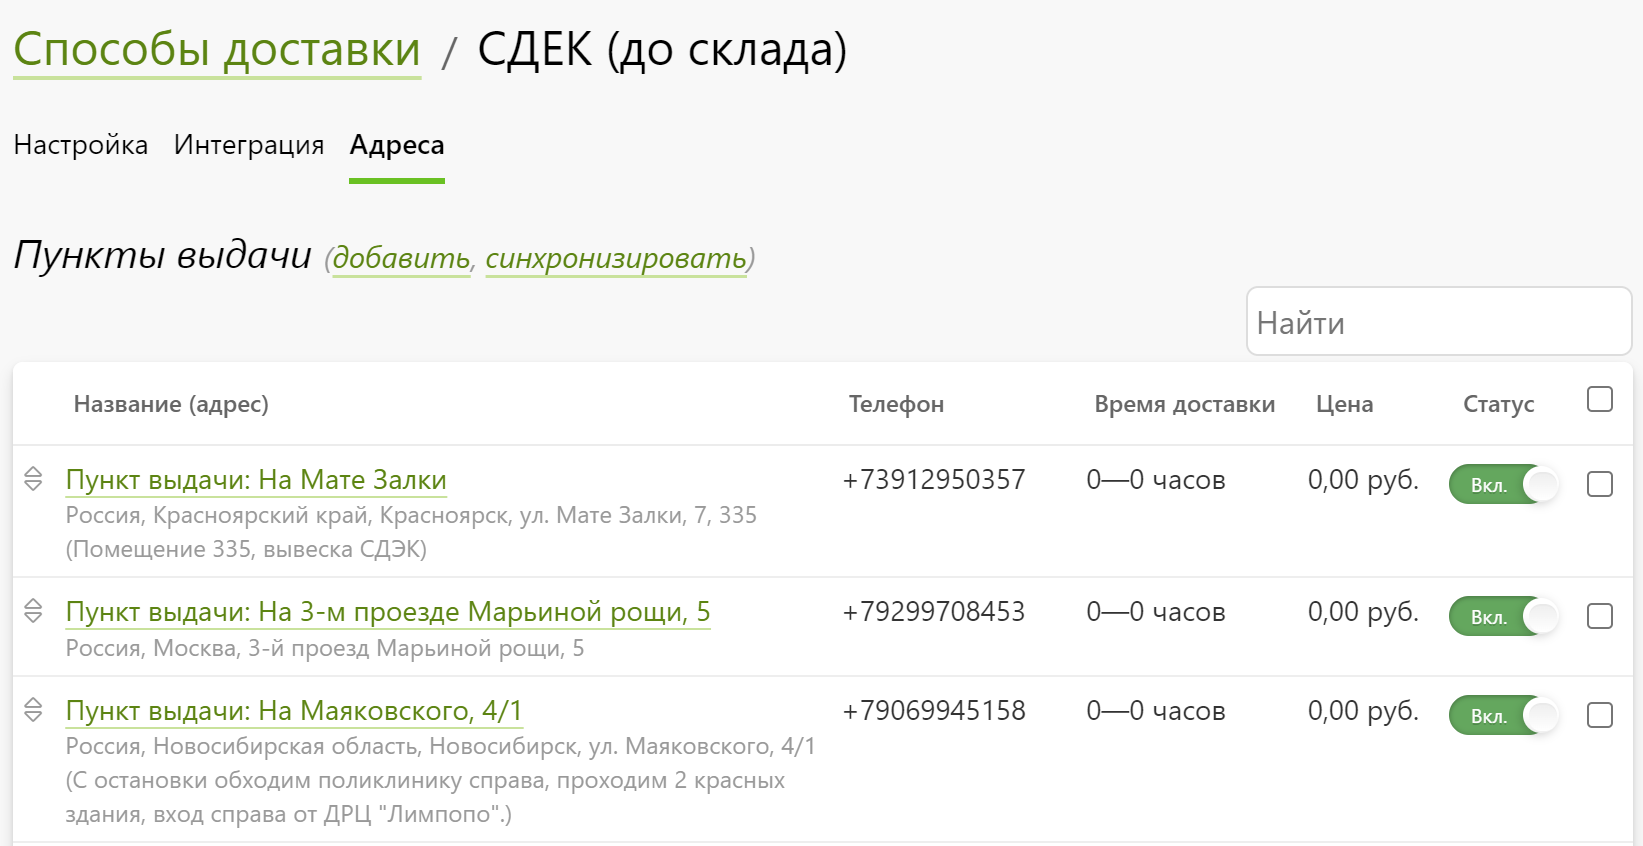 Способы доставки / СДЕК (до склада)
Настройка Интеграция Адреса
Пункты выдачи (добавить, синхронизировать)
Найти
Название (адрес) Телефон Время доставки Цена Статус
Пункт выдачи: На Мате Залки +73912950357 0—0 часов 0,00 руб. Вкл.
Россия, Красноярский край, Красноярск, ул. Мате Залки, 7, 335
(Помещение 335, вывеска СДЭК)
Пункт выдачи: На 3-м проезде Марьиной рощи, 5 +79299708453 0—0 часов 0,00 руб. Вкл.
Россия, Москва, 3-й проезд Марьиной рощи, 5
Пункт выдачи: На Маяковского, 4/1 +79069945158 0—0 часов 0,00 руб. Вкл.
Россия, Новосибирская область, Новосибирск, ул. Маяковского, 4/1
(С остановки обходим поликлинику справа, проходим 2 красных
здания, вход справа от ДРЦ "Лимпопо".)